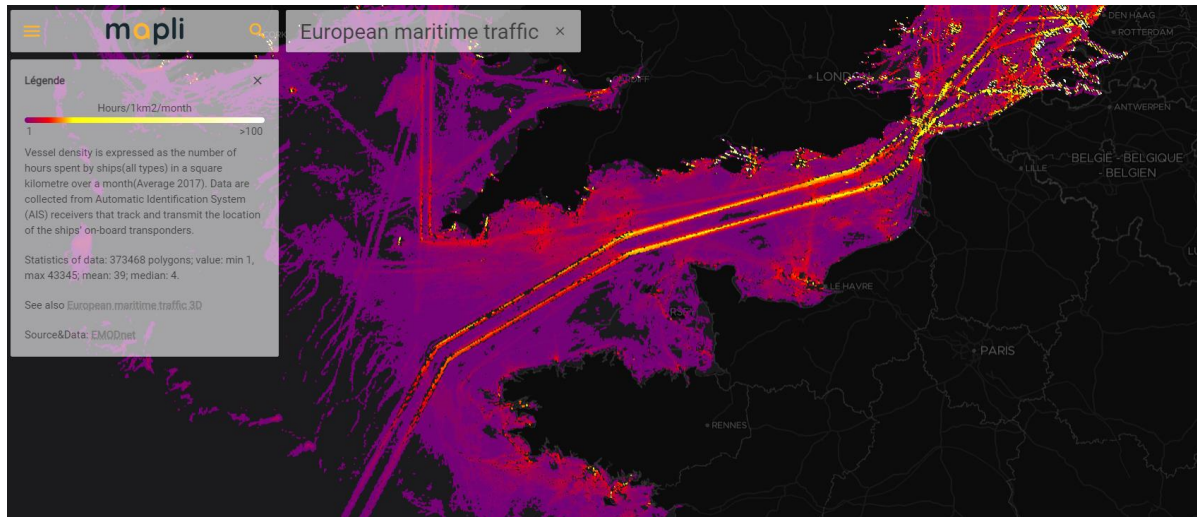 mapli
European maritime traffic ×
Légende ×
Hours/1km2/month
1 >100
Vessel density is expressed as the number of
hours spent by ships(all types) in a square
kilometre over a month(Average 2017). Data are
collected from Automatic Identification System
(AIS) receivers that track and transmit the location
of the ships' on-board transponders.
Statistics of data: 373468 polygons; value: min 1,
max 43345; mean: 39; median: 4.
See also European maritime traffic 3D
Source&Data: EMODnet
DEN HAAG
ROTTERDAM
LONDON
ANTWERPEN
BELGIË - BELGIQUE
- BELGIEN
LILLE
LE HAVRE
PARIS
RENNES